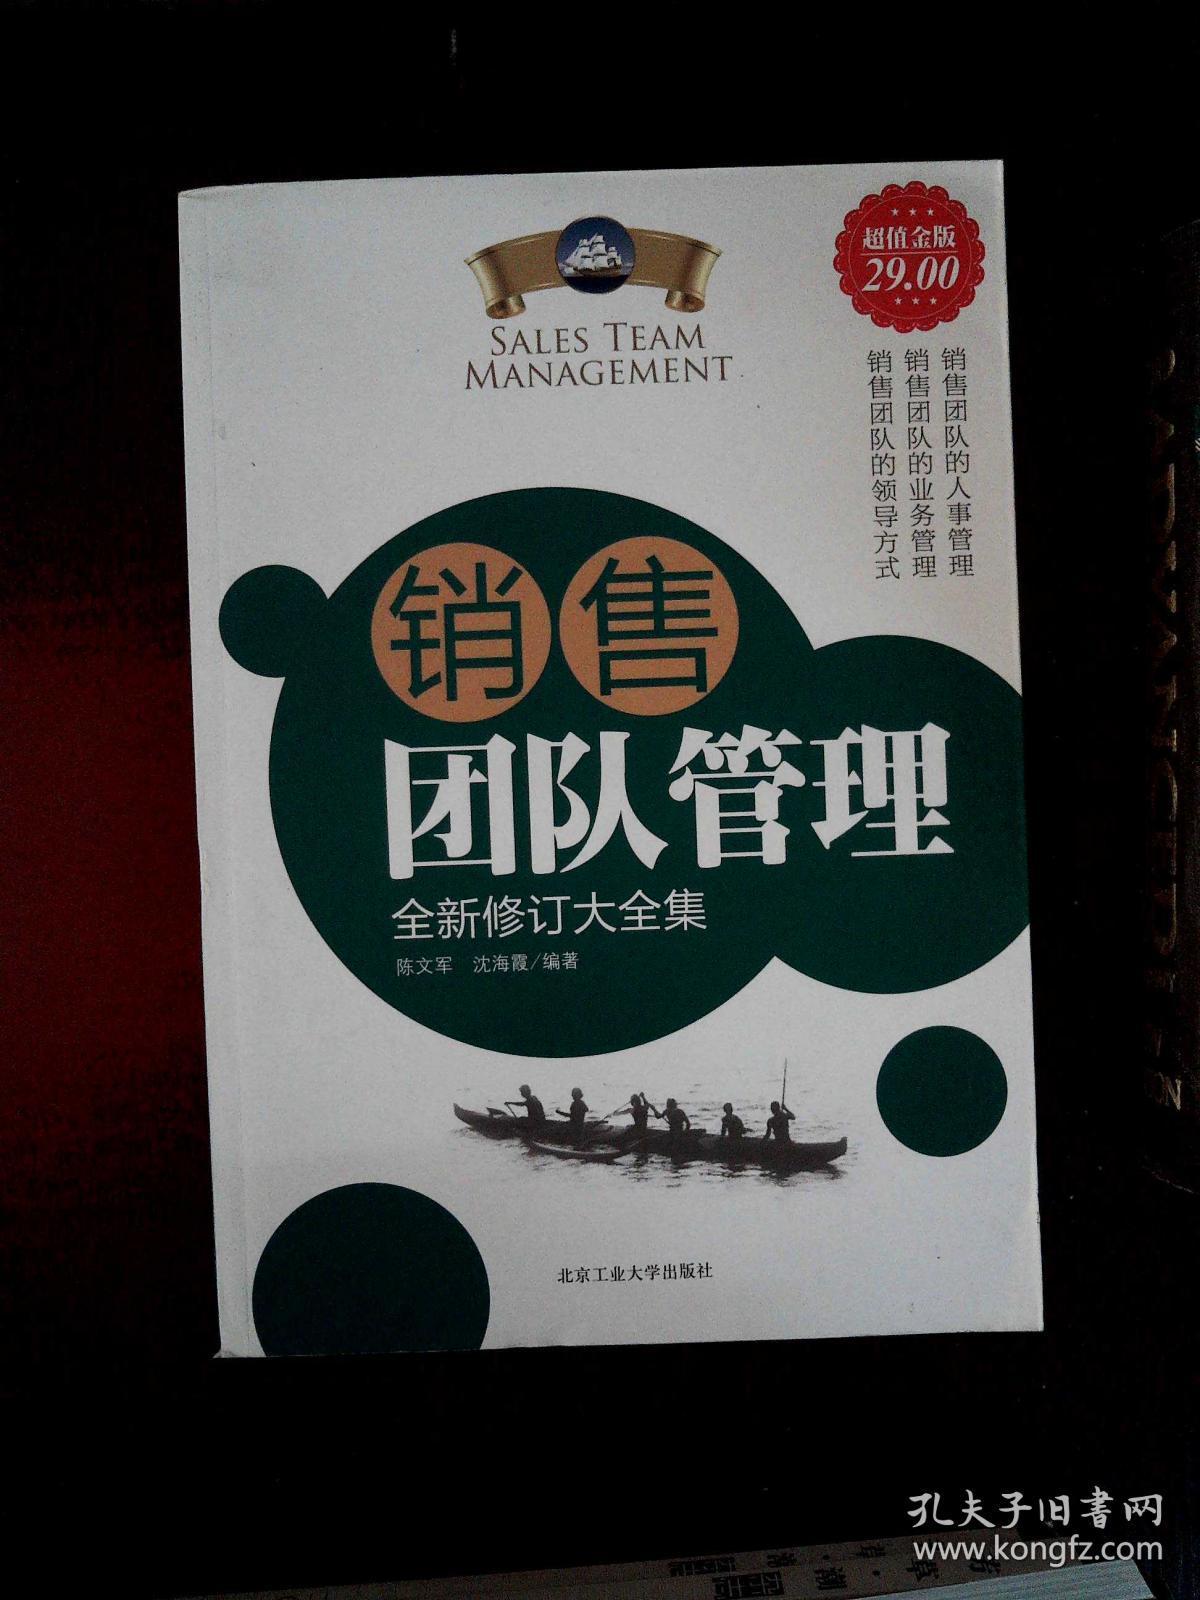 SALES TEAM
MANAGEMENT
超值金版
29.00
销售团队的人事管理
销售团队的业务管理
销售团队的领导方式
销售
团队管理
全新修订大全集
陈文军 沈海霞/编著
北京工业大学出版社
孔夫子旧书网
www.kongfz.com